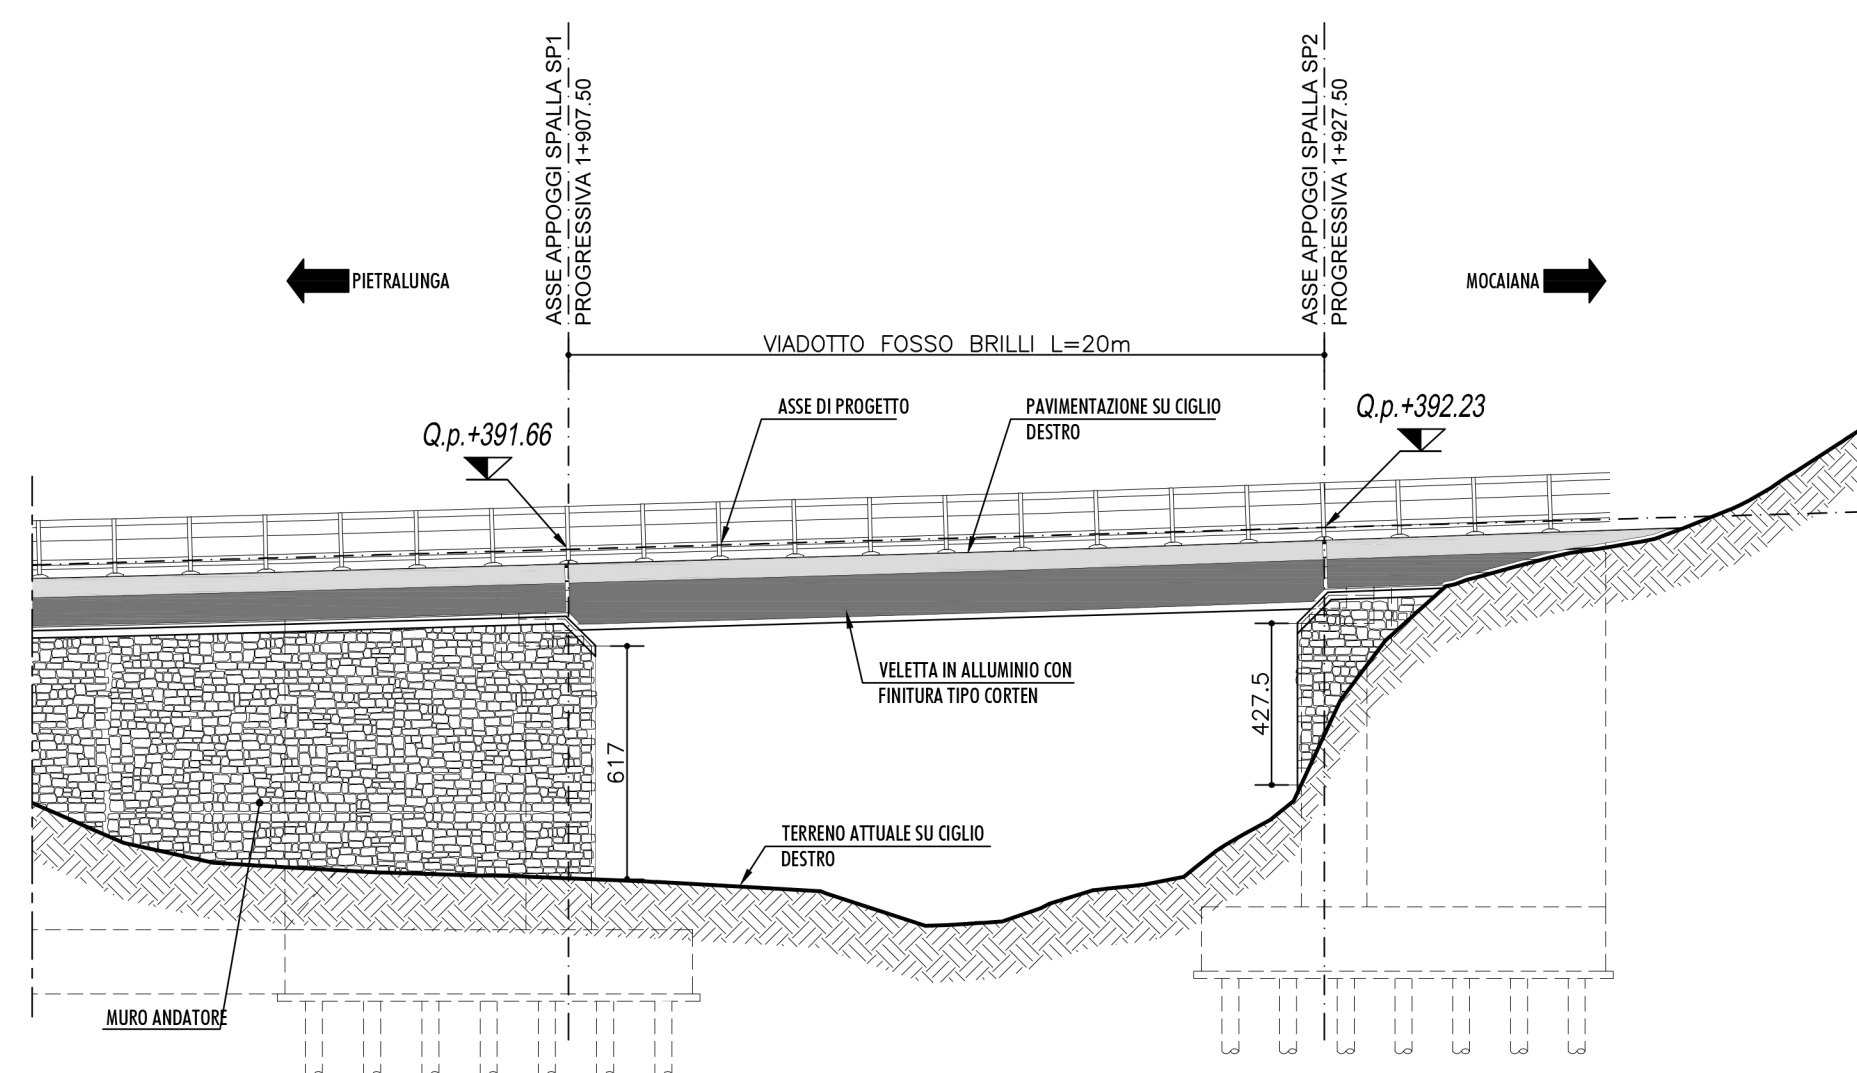 ASSE APPOGGI SPALLA SP1
PROGRESSIVA 1+907.50
ASSE APPOGGI SPALLA SP2
PROGRESSIVA 1+927.50
PIETRALUNGA
MOCAIANA
VIADOTTO FOSSO BRILLI L=20m
Q.p.+391.66
ASSE DI PROGETTO
PAVIMENTAZIONE SU CIGLIO
DESTRO
Q.p.+392.23
VELETTA IN ALLUMINIO CON
FINITURA TIPO CORTEN
617
427.5
TERRENO ATTUALE SU CIGLIO
DESTRO
MURO ANDATORE